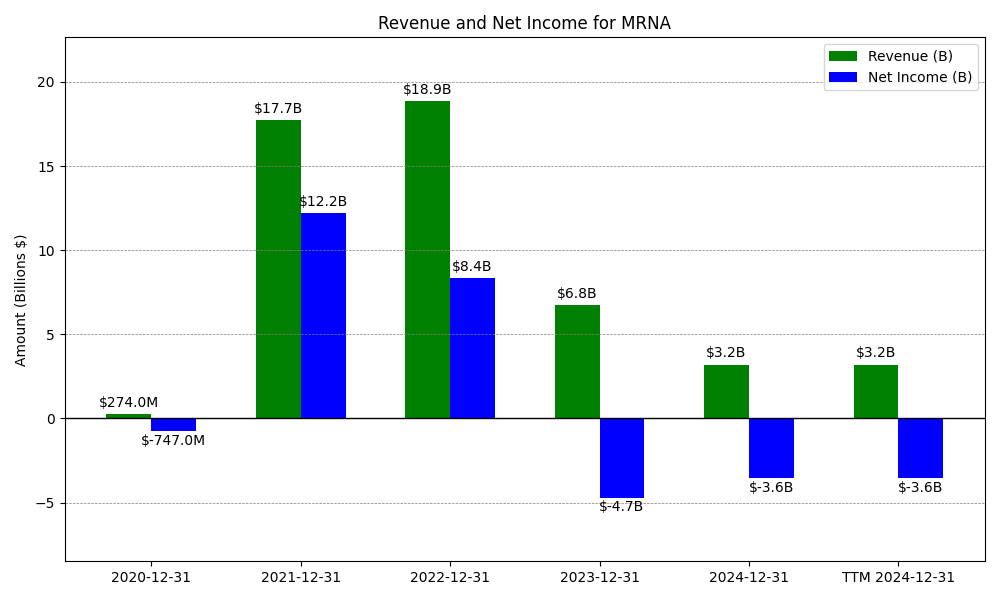 Revenue and Net Income for MRNA
Revenue (B)
Net Income (B)
Amount (Billions $)
20
15
10
5
0
−5
$274.0M
$-747.0M
$17.7B
$12.2B
$18.9B
$8.4B
$6.8B
$-4.7B
$3.2B
$-3.6B
$3.2B
$-3.6B
2020-12-31
2021-12-31
2022-12-31
2023-12-31
2024-12-31
TTM 2024-12-31